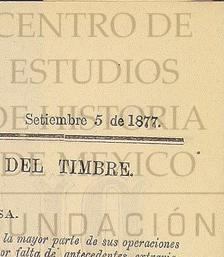 CENTRO DE
ESTUDIOS
DE HISTORIA
DE MÉXICO
FUNDACIÓN
Setiembre 5 de 1877.
DEL TIMBRE.
SA.
la mayor parte de sus operaciones
or falta de antecedentes